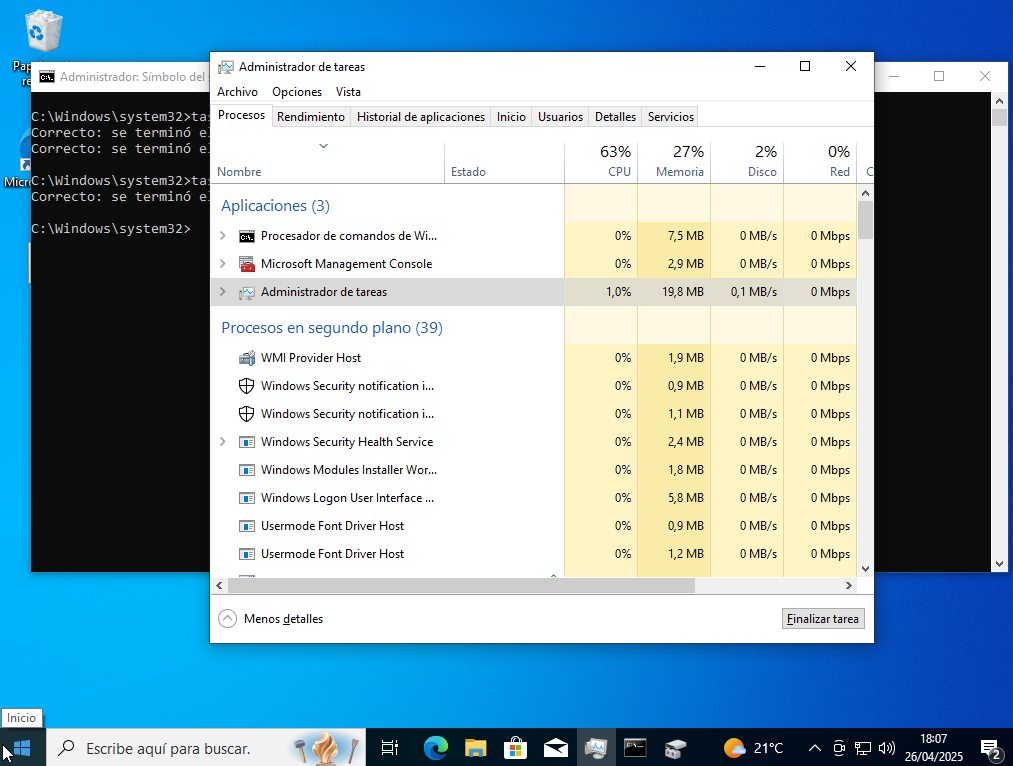 Administrador: Símbolo del
C:\Windows\system32>
Correcto: se terminó
Correcto: se terminó
C:\Windows\system32>
Correcto: se terminó
C:\Windows\system32>
Administrador de tareas
Archivo Opciones Vista
Procesos Rendimiento Historial de aplicaciones Inicio Usuarios Detalles Servicios
63% 27% 2% 0%
Nombre Estado CPU Memoria Disco Red
Aplicaciones (3)
Procesador de comandos de Wi... 0% 7,5 MB 0 MB/s 0 Mbps
Microsoft Management Console 0% 2,9 MB 0 MB/s 0 Mbps
Administrador de tareas 1,0% 19,8 MB 0,1 MB/s 0 Mbps
Procesos en segundo plano (39)
WMI Provider Host 0% 1,9 MB 0 MB/s 0 Mbps
Windows Security notification i... 0% 0,9 MB 0 MB/s 0 Mbps
Windows Security notification i... 0% 1,1 MB 0 MB/s 0 Mbps
Windows Security Health Service 0% 2,4 MB 0 MB/s 0 Mbps
Windows Modules Installer Wor... 0% 1,8 MB 0 MB/s 0 Mbps
Windows Logon User Interface ... 0% 5,8 MB 0 MB/s 0 Mbps
Usermode Font Driver Host 0% 0,9 MB 0 MB/s 0 Mbps
Usermode Font Driver Host 0% 1,2 MB 0 MB/s 0 Mbps
Menos detalles Finalizar tarea
Inicio
Escribe aquí para buscar. 21°C 18:07
26/04/2025 2